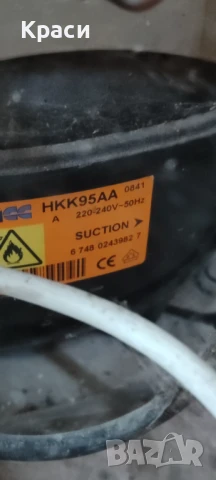 Краси
HKK95AA 0841
A 220-240V~50Hz
SUCTION >
6 748 0243982 7
CE
BAZAR